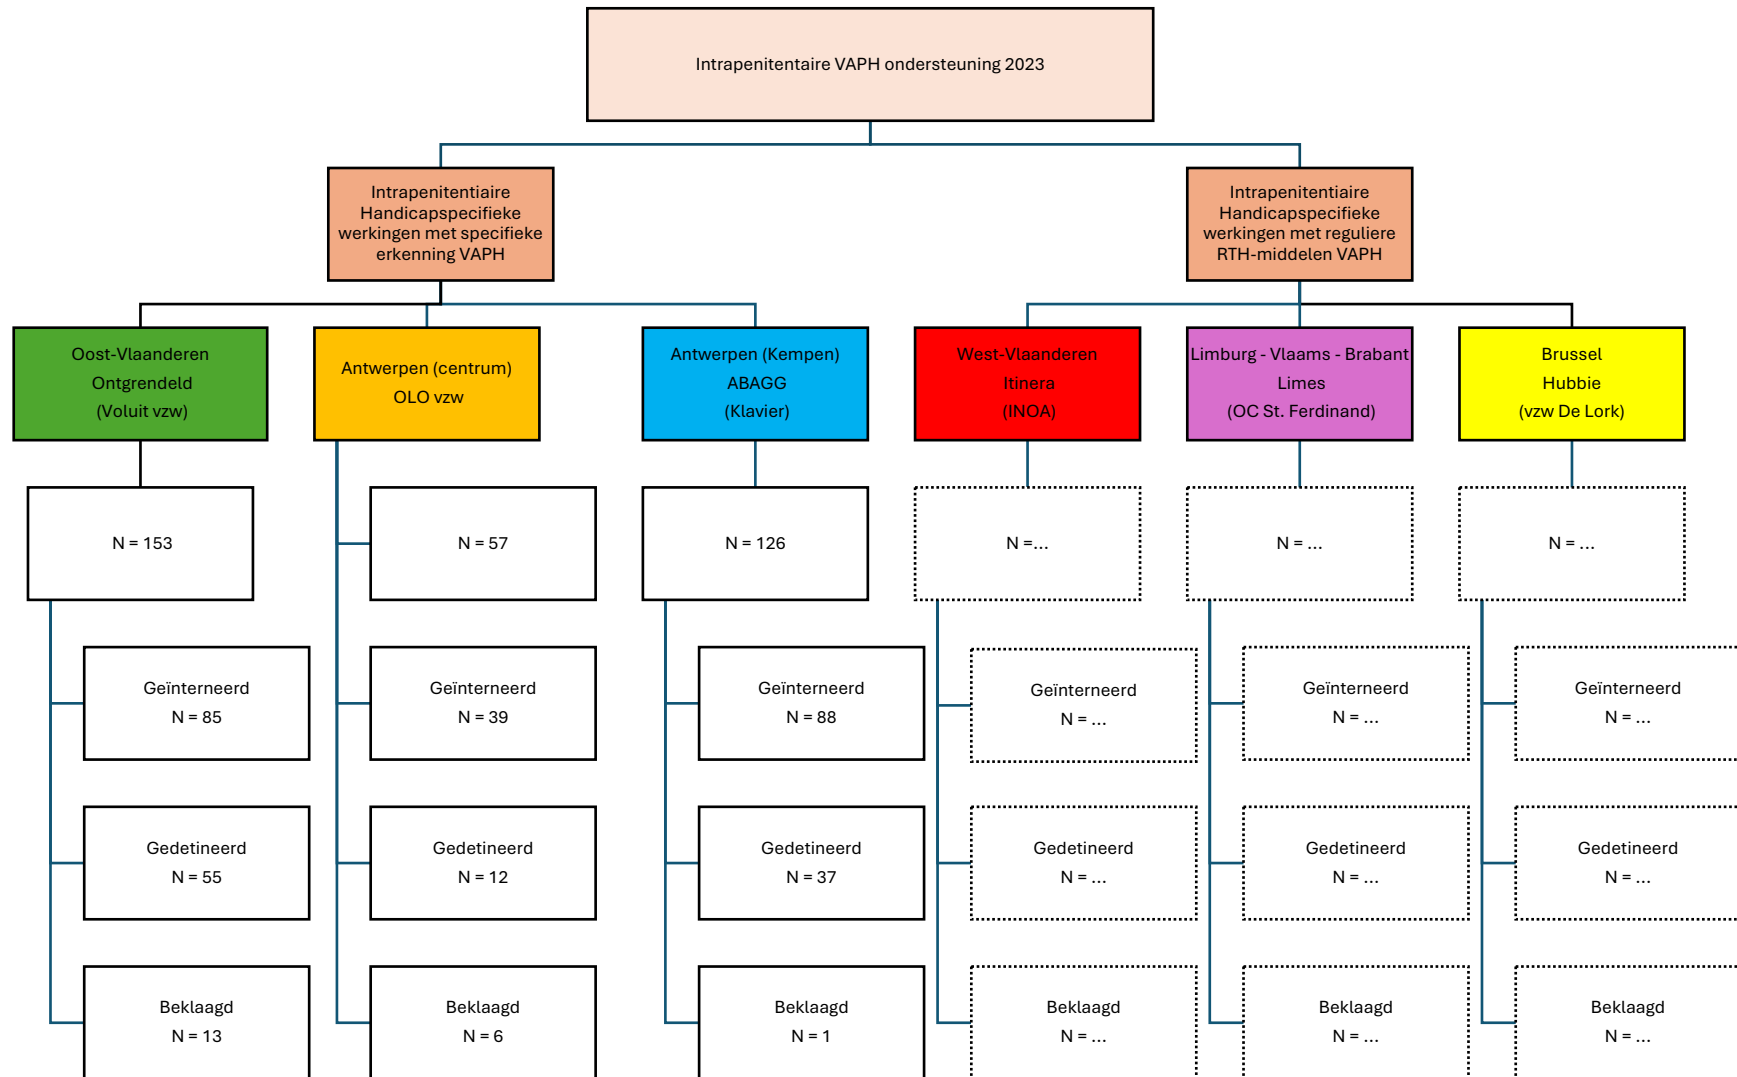 Intrapenitentaire VAPH ondersteuning 2023
Intrapenitentiaire
Handicapspecifieke
werkingen met specifieke
erkenning VAPH
Intrapenitentiaire
Handicapspecifieke
werkingen met reguliere
RTH-middelen VAPH
Oost-Vlaanderen
Ontgrendeld
(Voluit vzw)
Antwerpen (centrum)
OLO vzw
Antwerpen (Kempen)
ABAGG
(Klavier)
West-Vlaanderen
Itinera
(INOA)
Limburg - Vlaams - Brabant
Limes
(OC St. Ferdinand)
Brussel
Hubbie
(vzw De Lork)
N = 153
N = 57
N = 126
N =...
N = ...
N = ...
Geïnterneerd
N = 85
Geïnterneerd
N = 39
Geïnterneerd
N = 88
Geïnterneerd
N = ...
Geïnterneerd
N = ...
Geïnterneerd
N = ...
Gedetineerd
N = 55
Gedetineerd
N = 12
Gedetineerd
N = 37
Gedetineerd
N = ...
Gedetineerd
N = ...
Gedetineerd
N = ...
Beklaagd
N = 13
Beklaagd
N = 6
Beklaagd
N = 1
Beklaagd
N = ...
Beklaagd
N = ...
Beklaagd
N = ...